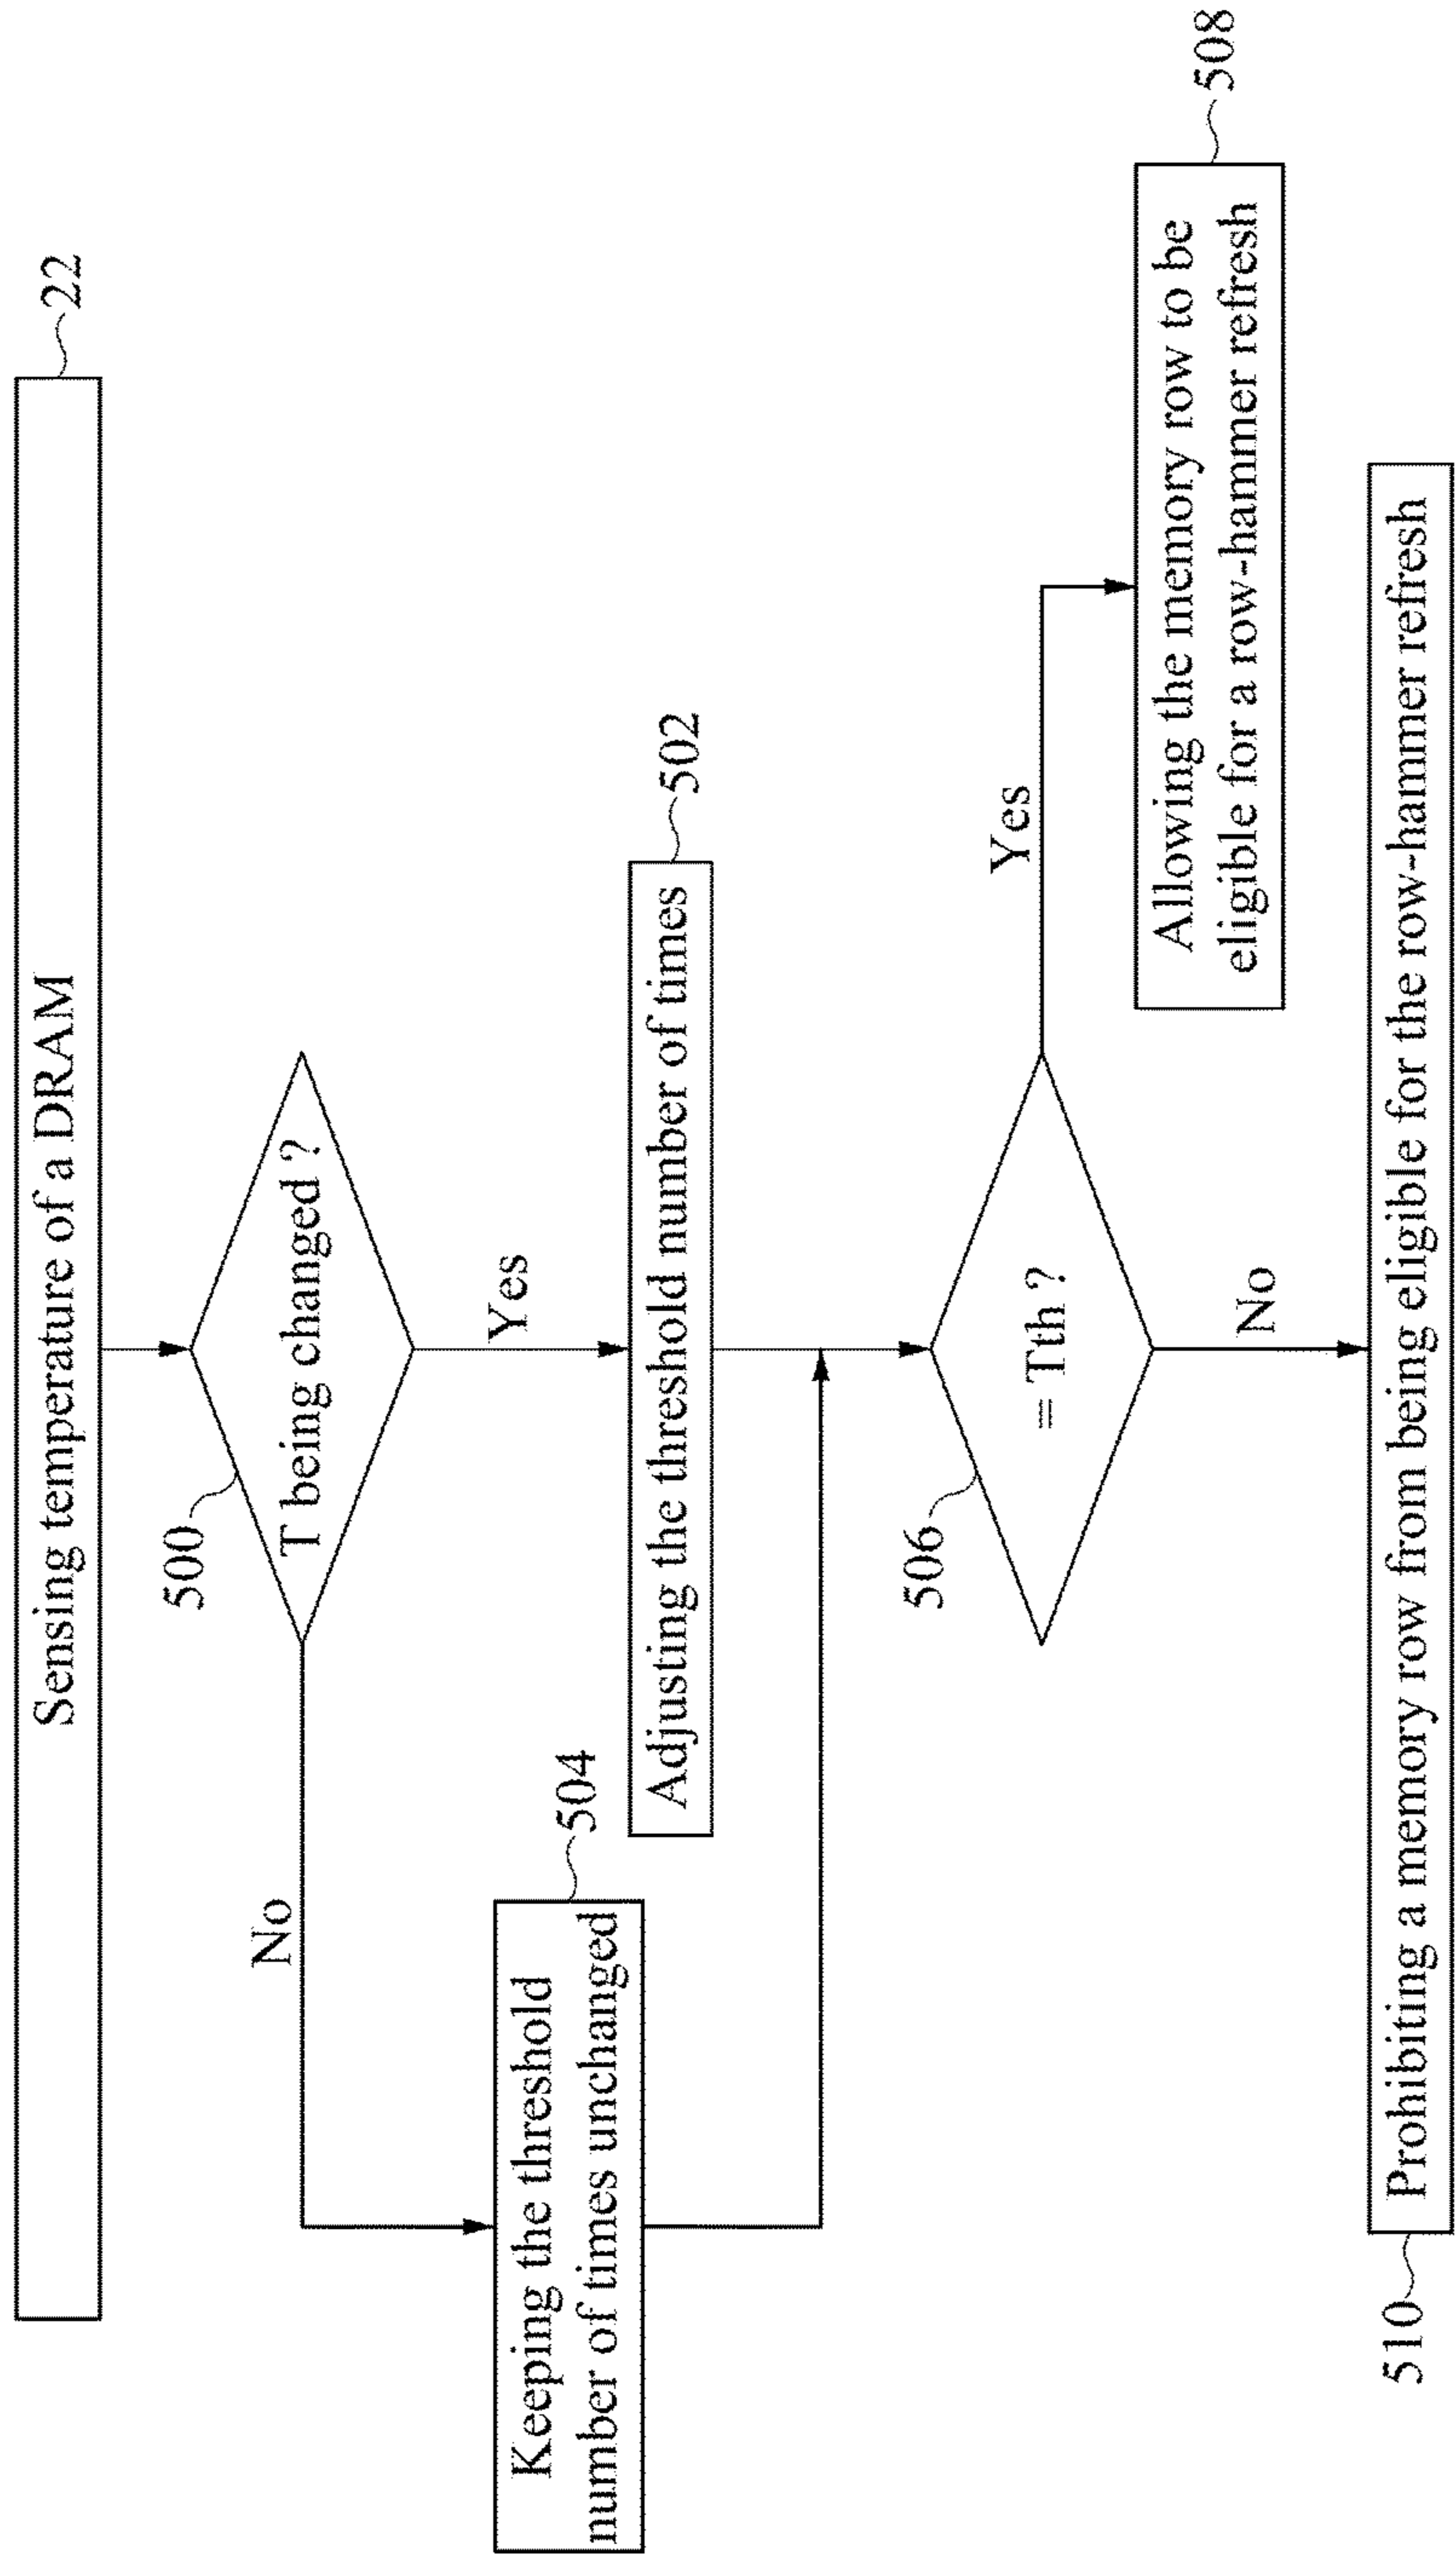 Sensing temperature of a DRAM
22
500
T being changed ?
No
Yes
504
Keeping the threshold
number of times unchanged
502
Adjusting the threshold number of times
506
= Tth ?
Yes
No
508
Allowing the memory row to be
eligible for a row-hammer refresh
510
Prohibiting a memory row from being eligible for the row-hammer refresh